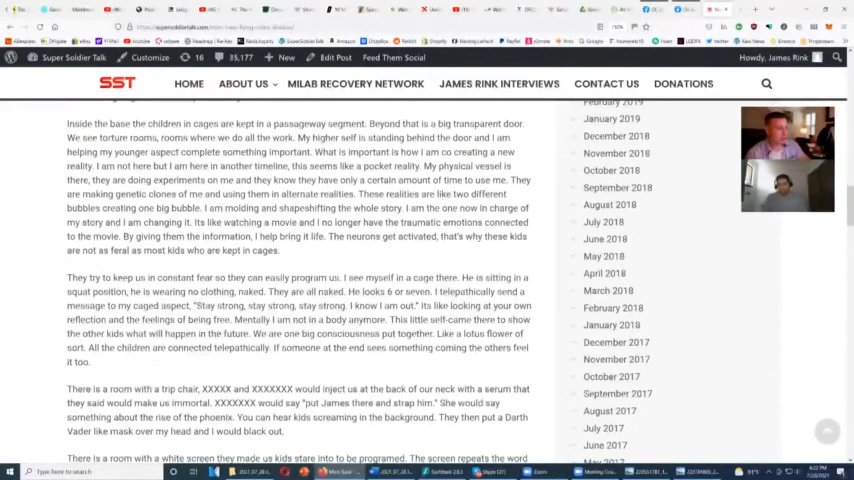 https://supersoldiertalk.com
Super Soldier Talk
Customize
16
35,177
New
Edit Post
Feed Them Social
Howdy, James Rink
SST
HOME
ABOUT US
MILAB RECOVERY NETWORK
JAMES RINK INTERVIEWS
CONTACT US
DONATIONS
Inside the base the children in cages are kept in a passageway segment. Beyond that is a big transparent door.
We see torture rooms, rooms where we do all the work. My higher self is standing behind the door and I am
helping my younger aspect complete something important. What is important is how I am co creating a new
reality. I am not here but I am here in another timeline, this seems like a pocket reality. My physical vessel is
there, they are doing experiments on me and they know they have only a certain amount of time to use me. They
are making genetic clones of me and using them in alternate realities. These realities are like two different
bubbles creating one big bubble. I am molding and shapeshifting the whole story. I am the one now in charge of
my story and I am changing it. Its like watching a movie and I no longer have the traumatic emotions connected
to the movie. By giving them the information, I help bring it life. The neurons get activated, that's why these kids
are not as feral as most kids who are kept in cages.
They try to keep us in constant fear so they can easily program us. I see myself in a cage there. He is sitting in a
squat position, he is wearing no clothing, naked. They are all naked. He looks 6 or seven. I telepathically send a
message to my caged aspect, "Stay strong, stay strong, stay strong. I know I am out." Its like looking at your own
reflection and the feelings of being free. Mentally I am not in a body anymore. This little self-came there to show
the other kids what will happen in the future. We are one big consciousness put together. Like a lotus flower of
sort. All the children are connected telepathically. If someone at the end sees something coming the others feel
it too.
There is a room with a trip chair, XXXXX and XXXXXXX would inject us at the back of our neck with a serum that
they said would make us immortal. XXXXXXX would say "put James there and strap him." She would say
something about the rise of the phoenix. You can hear kids screaming in the background. They then put a Darth
Vader like mask over my head and I would black out.
There is a room with a white screen they made us kids stare into to be programed. The screen repeats the word
February 2019
January 2019
December 2018
November 2018
October 2018
September 2018
August 2018
July 2018
June 2018
May 2018
April 2018
March 2018
February 2018
January 2018
December 2017
November 2017
October 2017
September 2017
August 2017
July 2017
June 2017
May 2017
Type here to search
Zoom
4:32 PM
7/28/2021